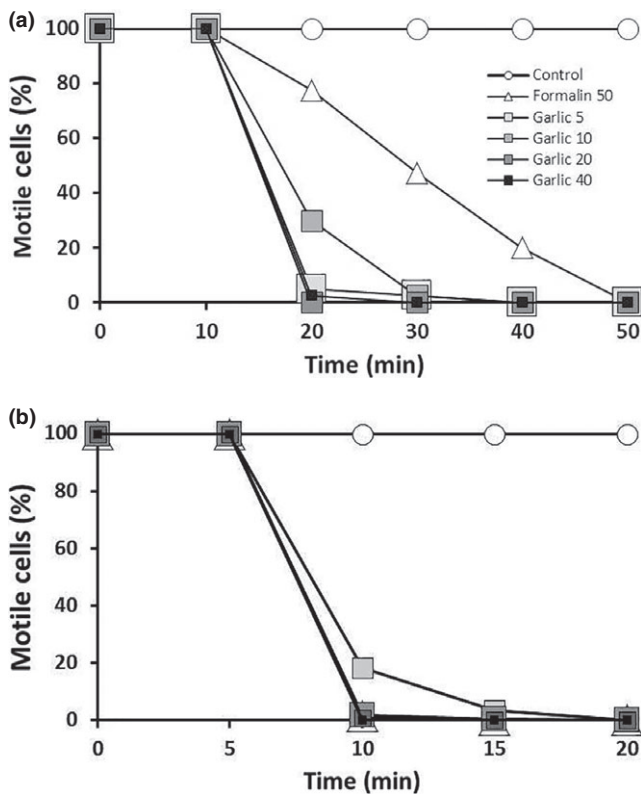 (a)
Motile cells (%)
100
80
60
40
20
0
Control
Formalin 50
Garlic 5
Garlic 10
Garlic 20
Garlic 40
0 10 20 30 40 50
Time (min)
(b)
Motile cells (%)
100
80
60
40
20
0
0 5 10 15 20
Time (min)